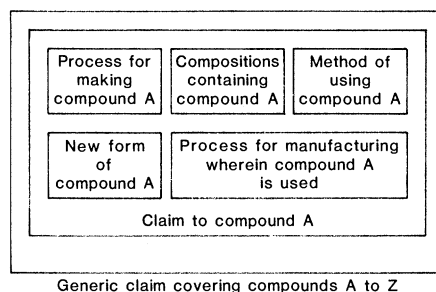 Process for
making
compound A
Compositions
containing
compound A
Method of
using
compound A
New form
of
compound A
Process for manufacturing
wherein compound A
is used
Claim to compound A
Generic claim covering compounds A to Z